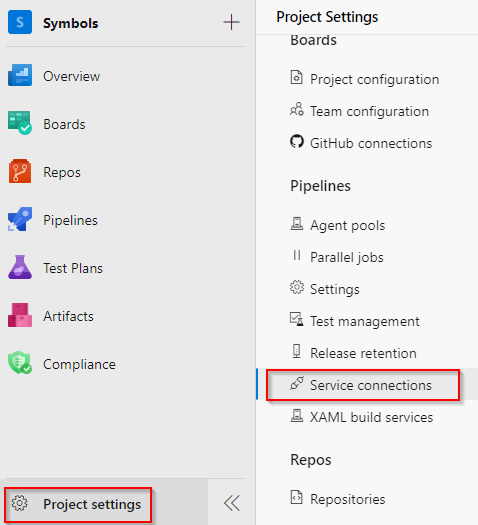 S Symbols
Overview
Boards
Repos
Pipelines
Test Plans
Artifacts
Compliance
Project settings
Project Settings
Boards
Project configuration
Team configuration
GitHub connections
Pipelines
Agent pools
Parallel jobs
Settings
Test management
Release retention
Service connections
XAML build services
Repos
Repositories